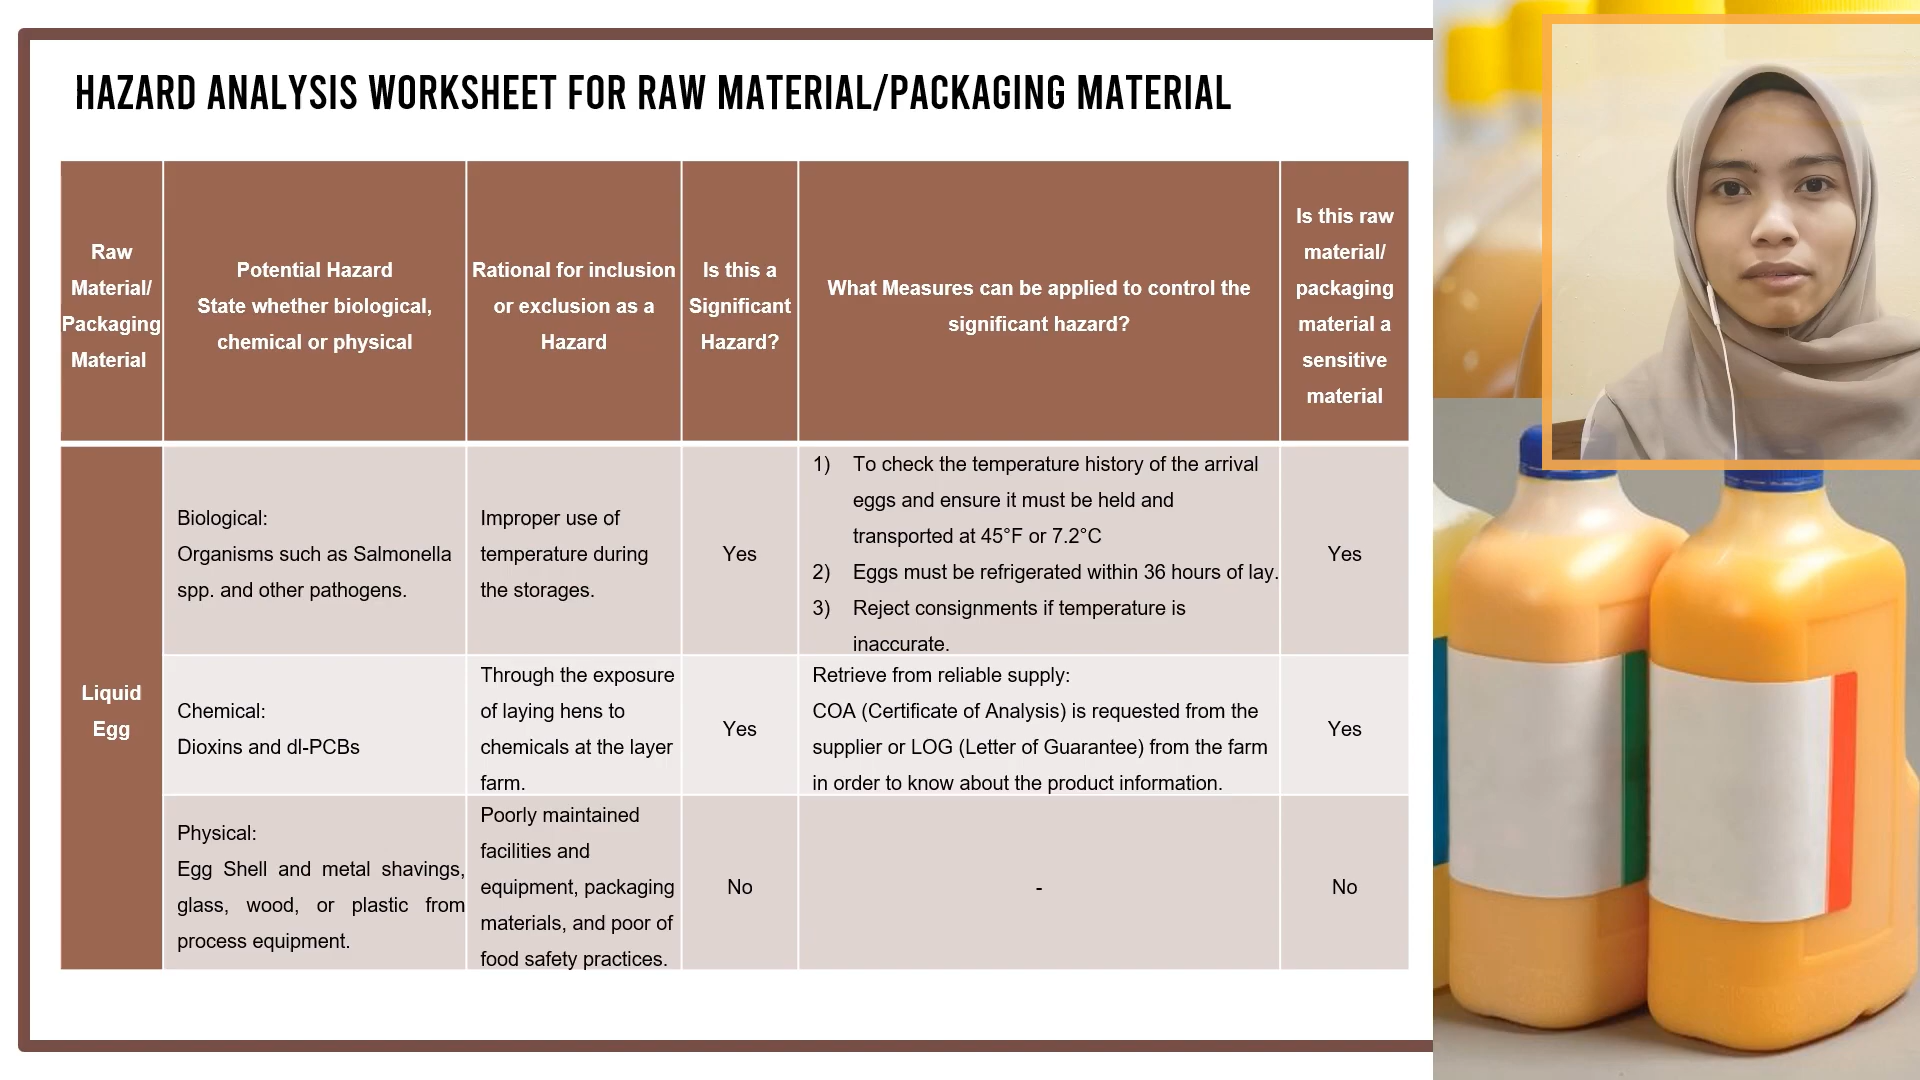 HAZARD ANALYSIS WORKSHEET FOR RAW MATERIAL/PACKAGING MATERIAL
Raw
Material/
Packaging
Material
Potential Hazard
State whether biological,
chemical or physical
Rational for inclusion
or exclusion as a
Hazard
Is this a
Significant
Hazard?
What Measures can be applied to control the
significant hazard?
Is this raw
material/
packaging
material a
sensitive
material
Liquid
Egg
Biological:
Organisms such as Salmonella
spp. and other pathogens.
Improper use of
temperature during
the storages.
Yes
1) To check the temperature history of the arrival
eggs and ensure it must be held and
transported at 45°F or 7.2°C
2) Eggs must be refrigerated within 36 hours of lay.
3) Reject consignments if temperature is
inaccurate.
Yes
Chemical:
Dioxins and dl-PCBs
Through the exposure
of laying hens to
chemicals at the layer
farm.
Yes
Retrieve from reliable supply:
COA (Certificate of Analysis) is requested from the
supplier or LOG (Letter of Guarantee) from the farm
in order to know about the product information.
Yes
Physical:
Egg Shell and metal shavings,
glass, wood, or plastic from
process equipment.
Poorly maintained
facilities and
equipment, packaging
materials, and poor of
food safety practices.
No
-
No